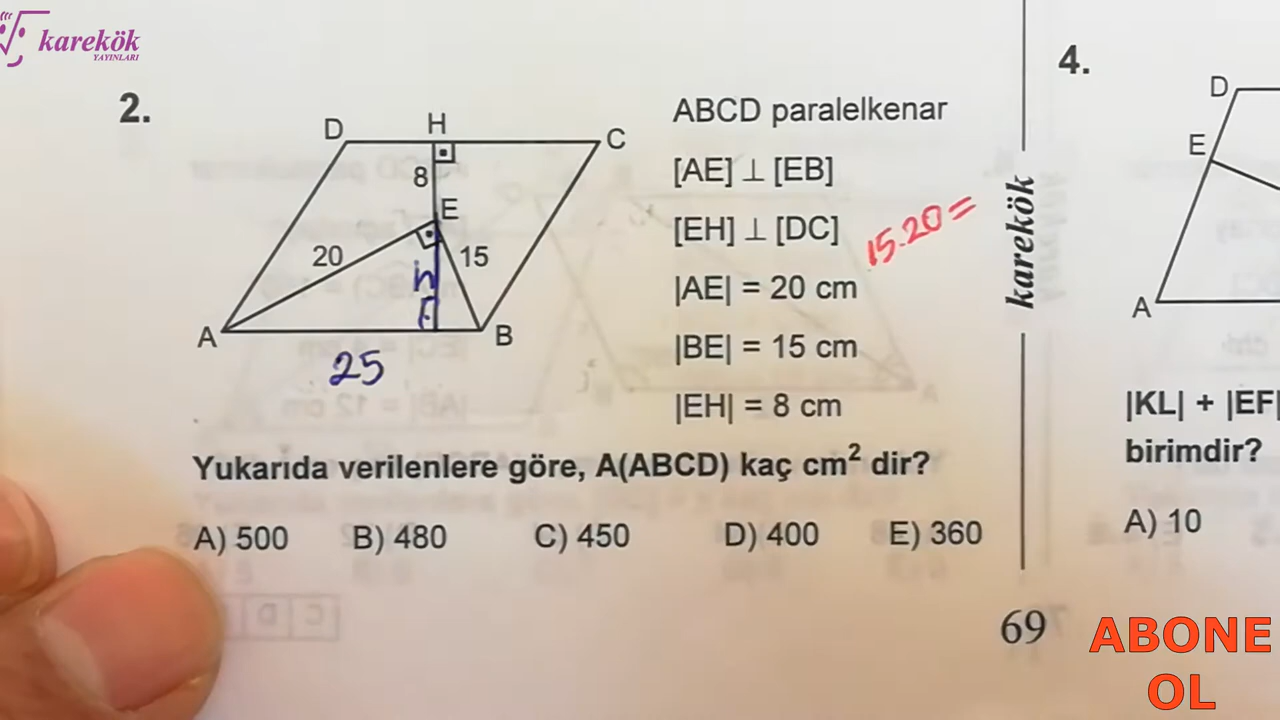 karekök
YAYINLARI
2.
D
H
C
8
E
20
15
h
A
F
B
25
ABCD paralelkenar
[AE] ⊥ [EB]
[EH] ⊥ [DC]
|AE| = 20 cm
|BE| = 15 cm
|EH| = 8 cm
15.20=
Yukarıda verilenlere göre, A(ABCD) kaç cm² dir?
A) 500 B) 480 C) 450 D) 400 E) 360
karekök
69
4.
D
E
A
|KL| + |EF|
birimdir?
A) 10
ABONE
OL